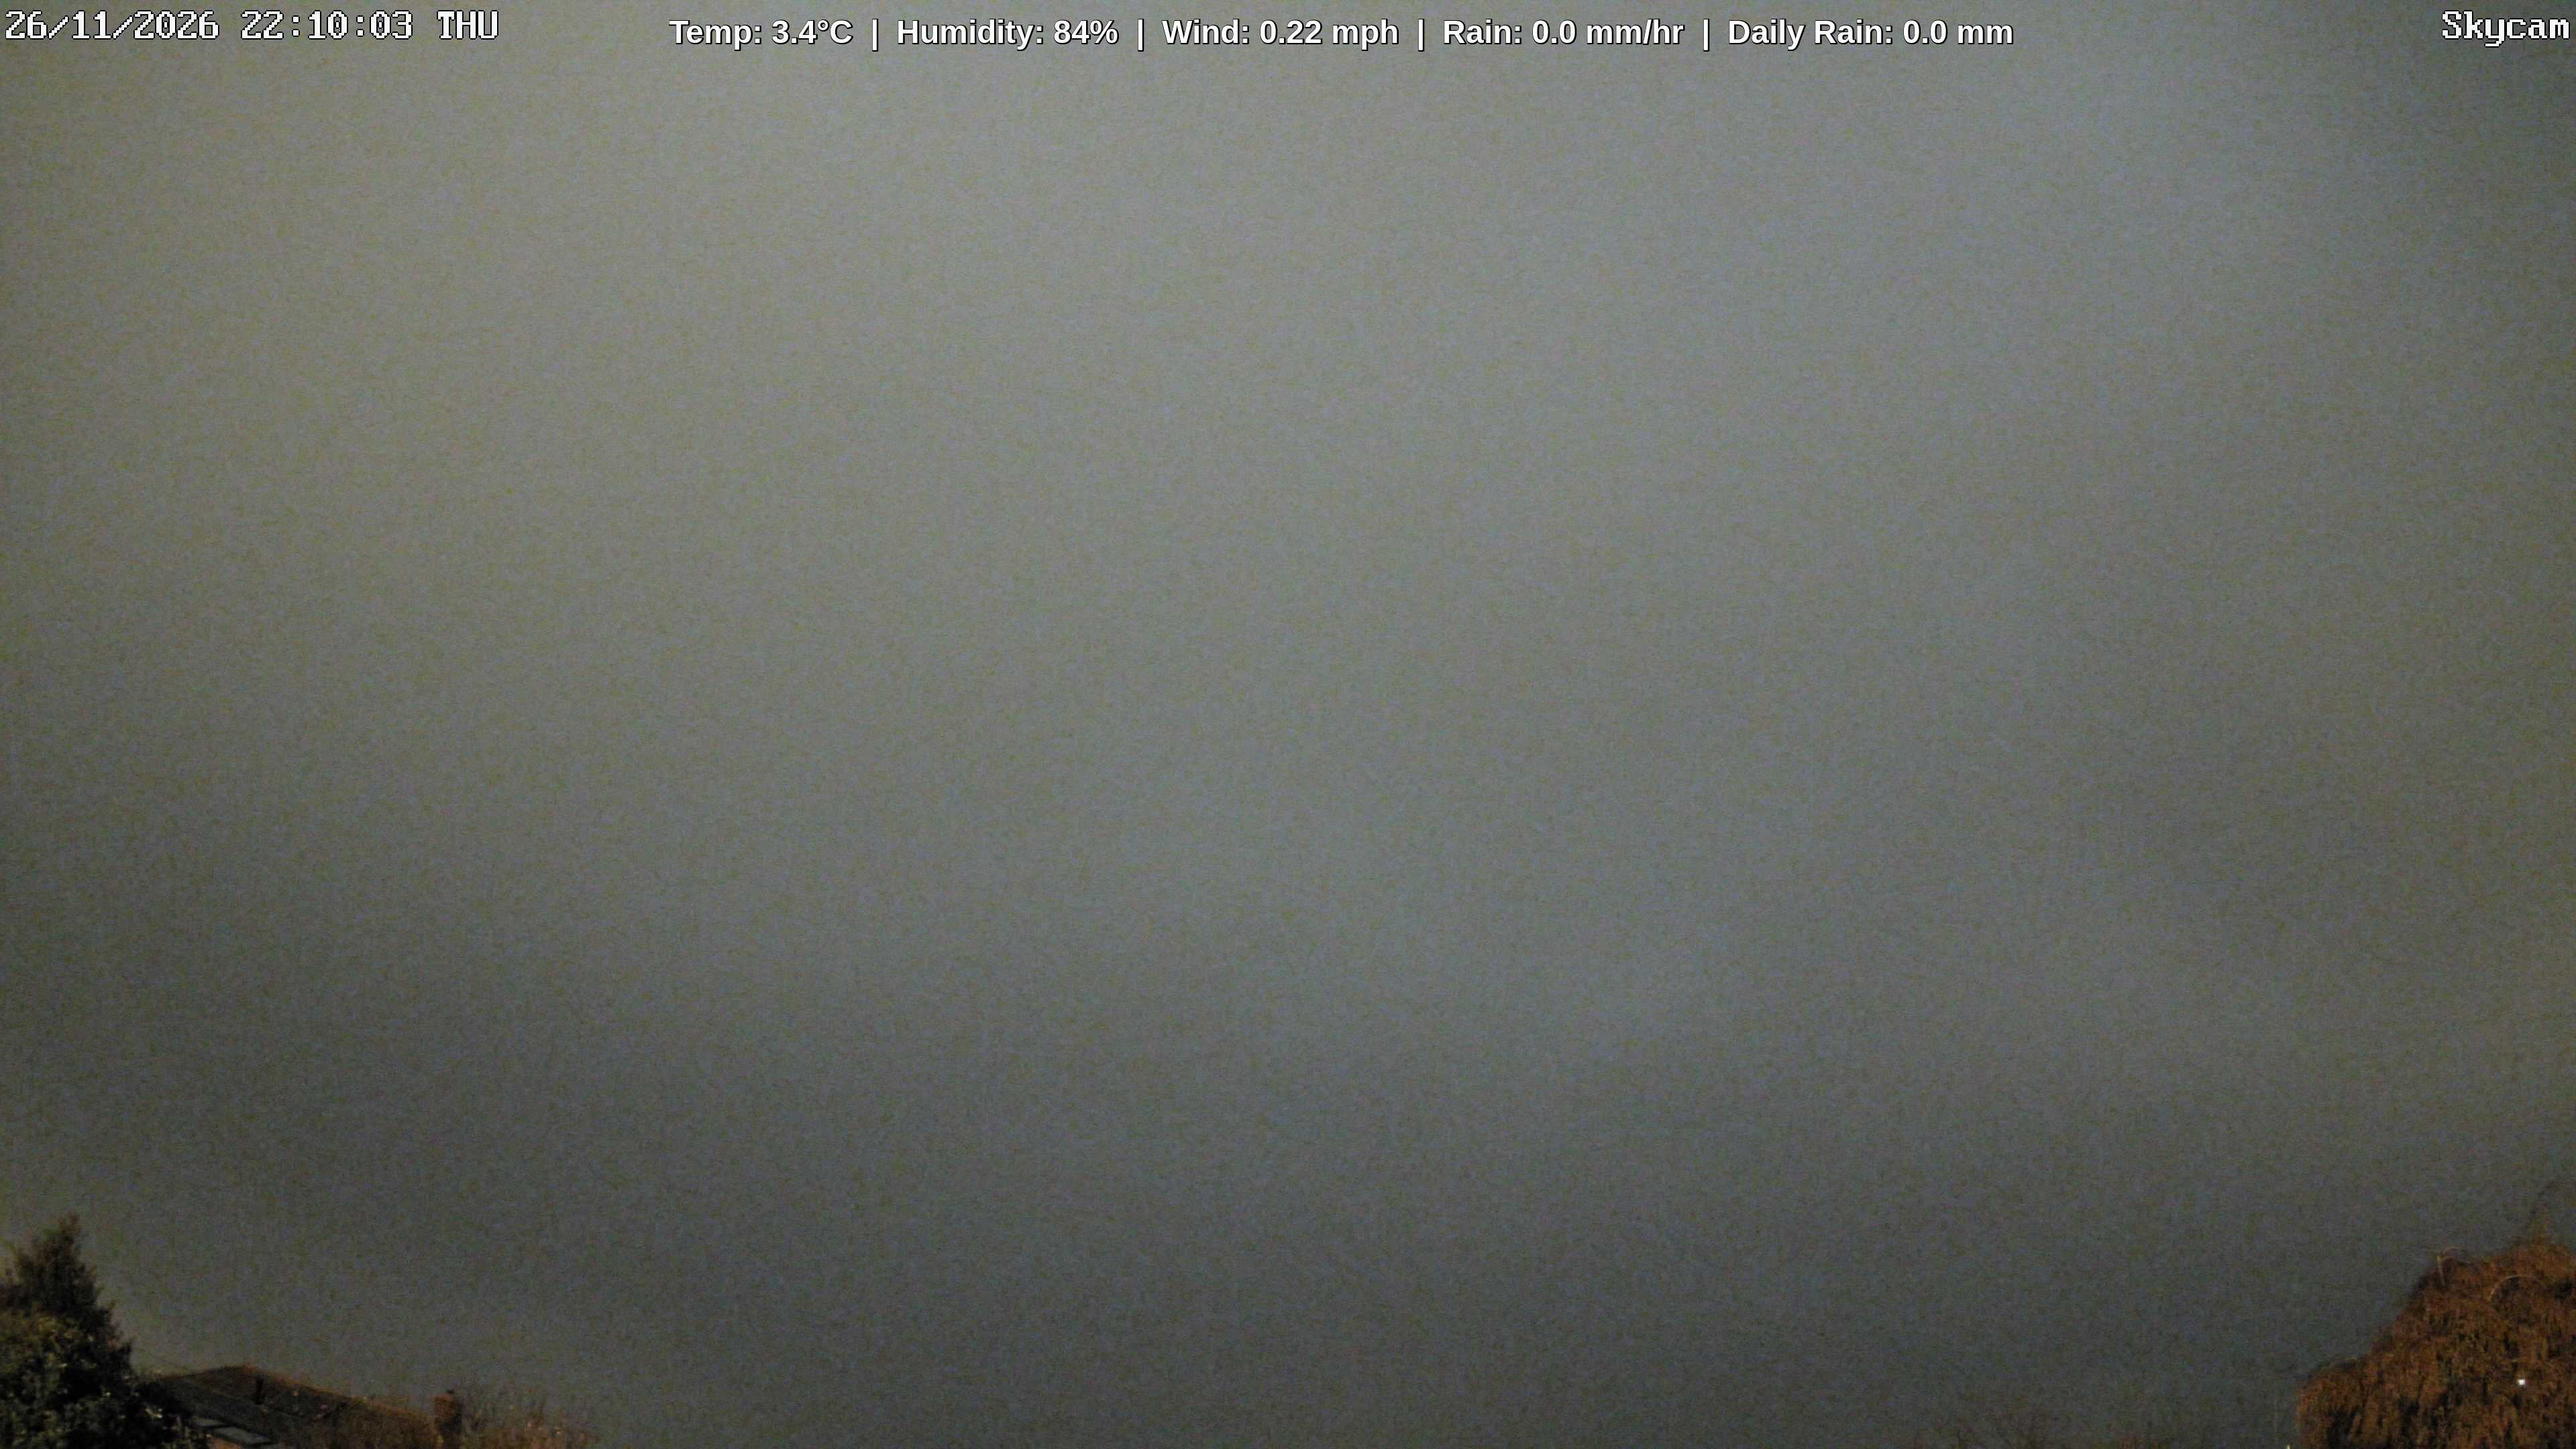 26/11/2026 22:10:03 THU
Temp: 3.4°C | Humidity: 84% | Wind: 0.22 mph | Rain: 0.0 mm/hr | Daily Rain: 0.0 mm
Skycam